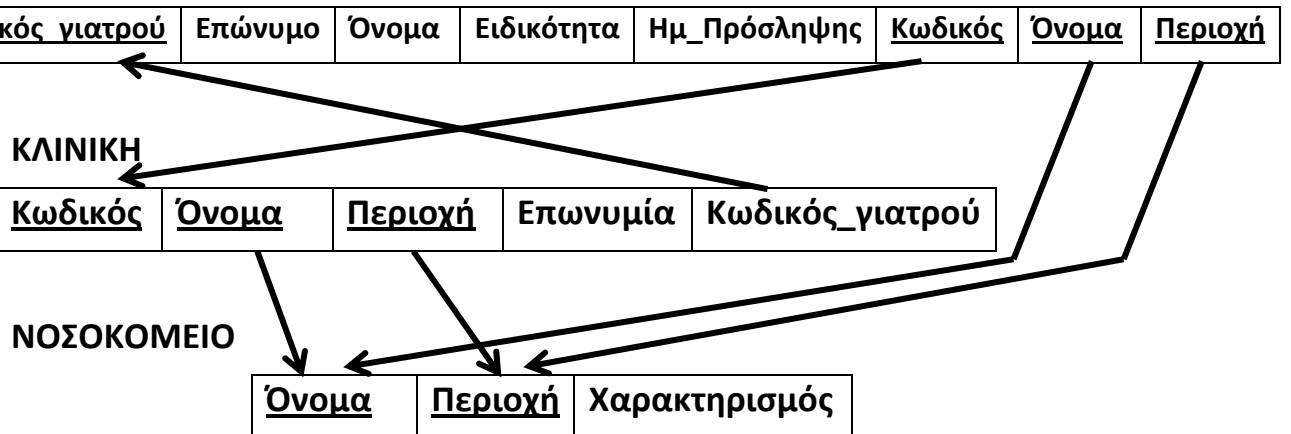 κός_γιατρού Επώνυμο Όνομα Ειδικότητα Ημ_Πρόσληψης Κωδικός Όνομα Περιοχή
ΚΛΙΝΙΚΗ
Κωδικός Όνομα Περιοχή Επωνυμία Κωδικός_γιατρού
ΝΟΣΟΚΟΜΕΙΟ
Όνομα Περιοχή Χαρακτηρισμός